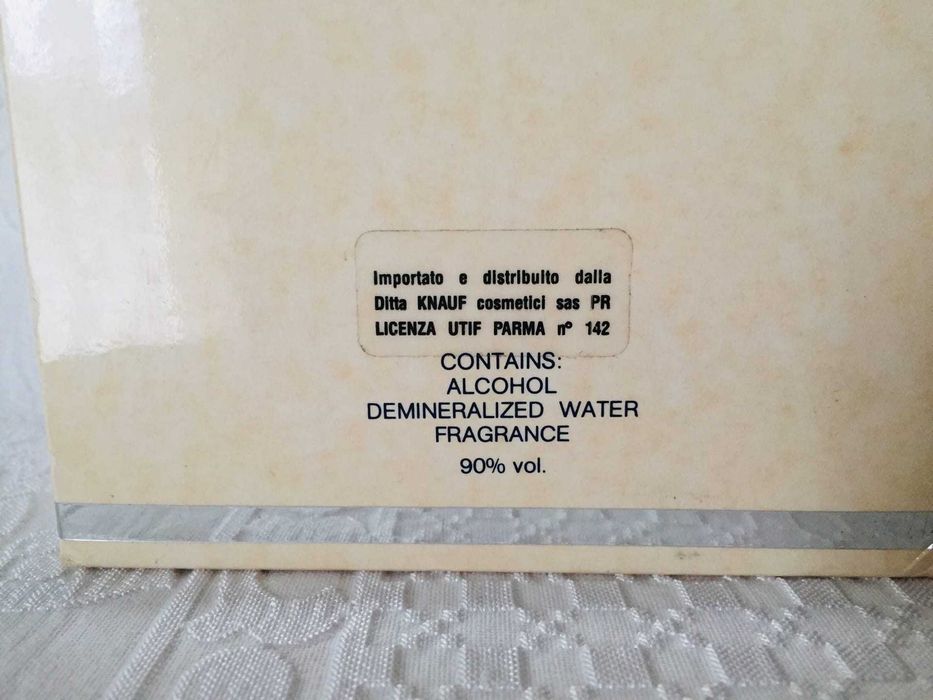 Importato e distribuito dalla
Ditta KNAUF cosmetici sas PR
LICENZA UTIF PARMA nº 142
CONTAINS:
ALCOHOL
DEMINERALIZED WATER
FRAGRANCE
90% vol.